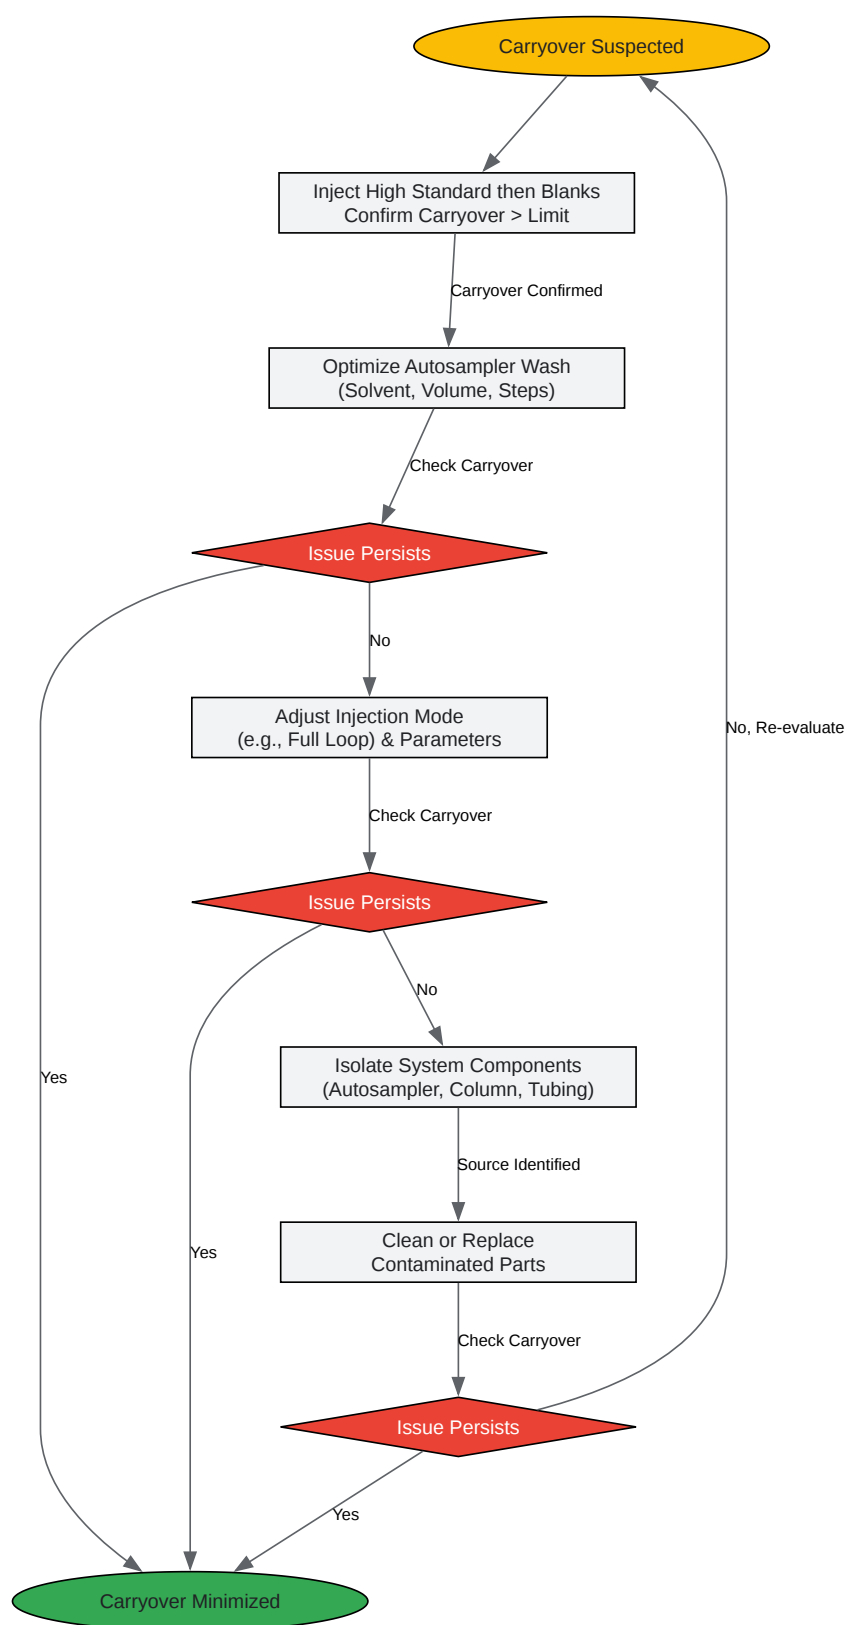 Carryover Suspected
Inject High Standard then Blanks
Confirm Carryover > Limit
Carryover Confirmed
Optimize Autosampler Wash
(Solvent, Volume, Steps)
Check Carryover
Issue Persists
No
Adjust Injection Mode
(e.g., Full Loop) & Parameters
No, Re-evaluate
Check Carryover
Issue Persists
No
Isolate System Components
(Autosampler, Column, Tubing)
Yes
Source Identified
Clean or Replace
Contaminated Parts
Yes
Check Carryover
Issue Persists
Yes
Carryover Minimized